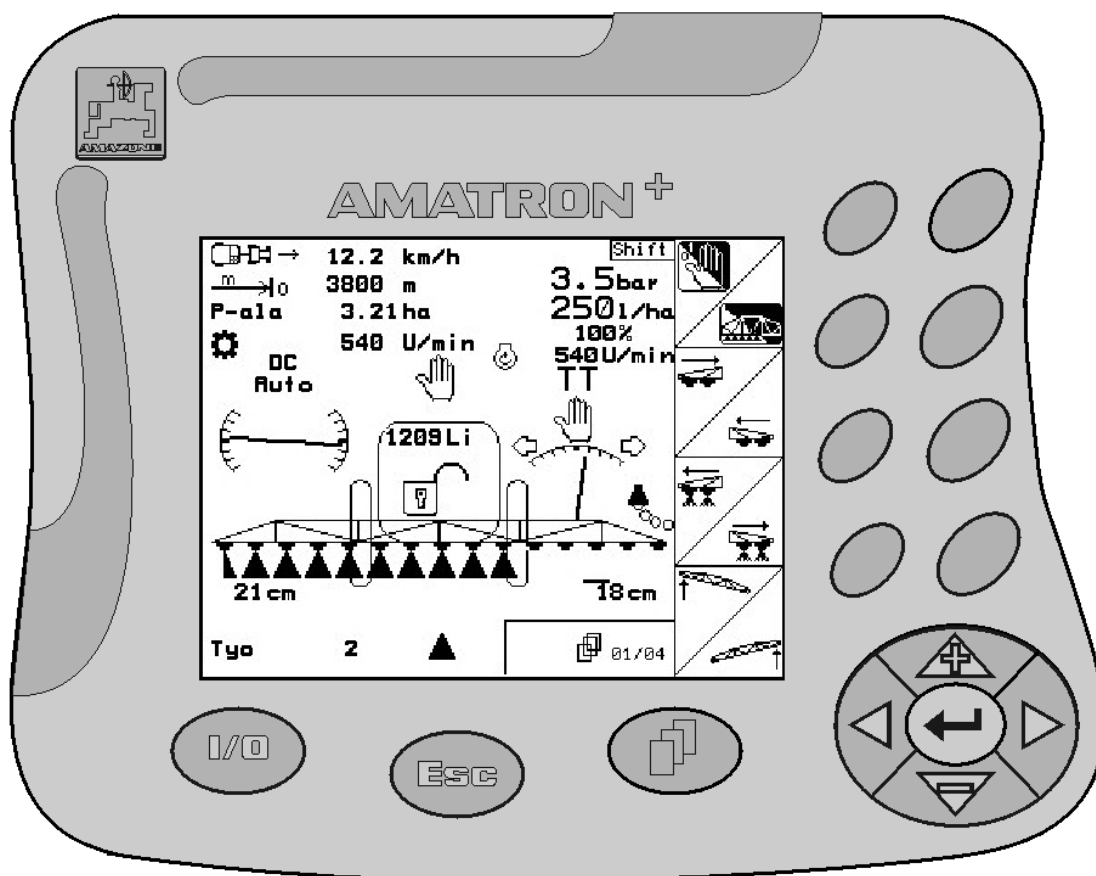 AMAZONE
AMATRON+
Shift
12.2 km/h
3.5bar
m 0 3800 m
P-ala 3.21ha
250l/ha
100%
540 U/min
540U/min
DC
Auto
TT
1209Li
21cm
18cm
Tyo 2
01/04
I/O
Esc